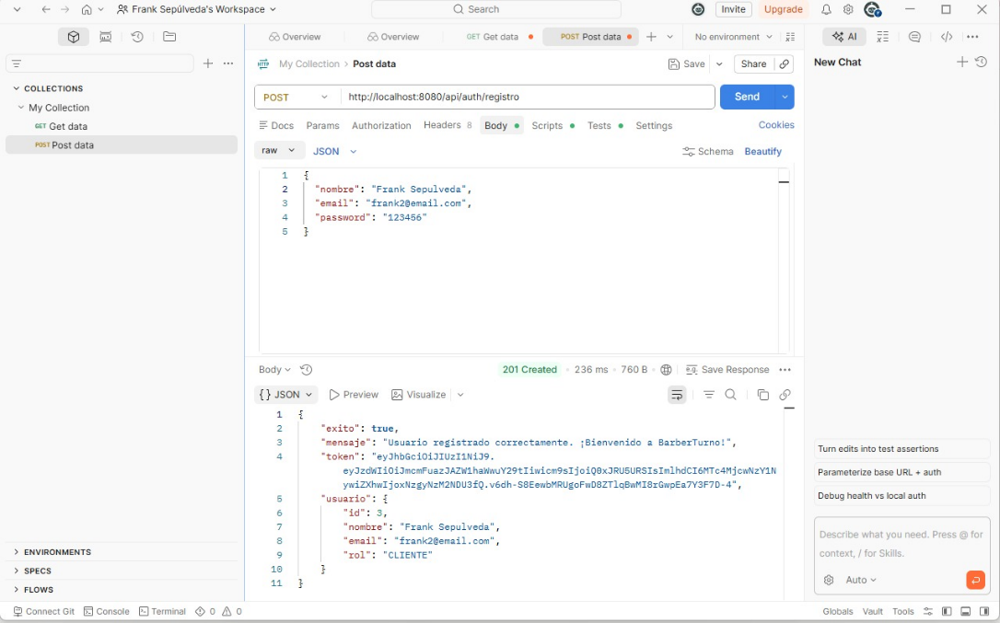 Frank Sepúlveda's Workspace
Search
Invite
Upgrade
Overview
Overview
GET Get data
POST Post data
No environment
AI
My Collection > Post data
Save
Share
New Chat
COLLECTIONS
My Collection
GET Get data
POST Post data
POST
http://localhost:8080/api/auth/registro
Send
Docs
Params
Authorization
Headers 8
Body
Scripts
Tests
Settings
Cookies
raw
JSON
Schema
Beautify
1 {
2 "nombre": "Frank Sepulveda",
3 "email": "frank2@email.com",
4 "password": "123456"
5 }
Body
201 Created
236 ms
760 B
e.g. Save Response
{} JSON
Preview
Visualize
1 {
2 "exito": true,
3 "mensaje": "Usuario registrado correctamente. ¡Bienvenido a BarberTurno!",
4 "token": "eyJhbGciOiJIUzI1NiJ9.
eyJzdWIiOiJmcmFuazJAZW1haWwuY29tIiwicm9sIjoiQ0xJRU5URSIsImlhdCI6MTc4MjcwNzY1N
ywiZXhwIjoxNzgyNzM2NDU3fQ.v6dh-S8EewbMRUgoFwD8ZTlqBwMI8rGwpEa7Y3F7D-4",
5 "usuario": {
6 "id": 3,
7 "nombre": "Frank Sepulveda",
8 "email": "frank2@email.com",
9 "rol": "CLIENTE"
10 }
11 }
Turn edits into test assertions
Parameterize base URL + auth
Debug health vs local auth
Describe what you need. Press @ for
context, / for Skills.
Auto
ENVIRONMENTS
SPECS
FLOWS
Connect Git
Console
Terminal
0
0
Globals
Vault
Tools